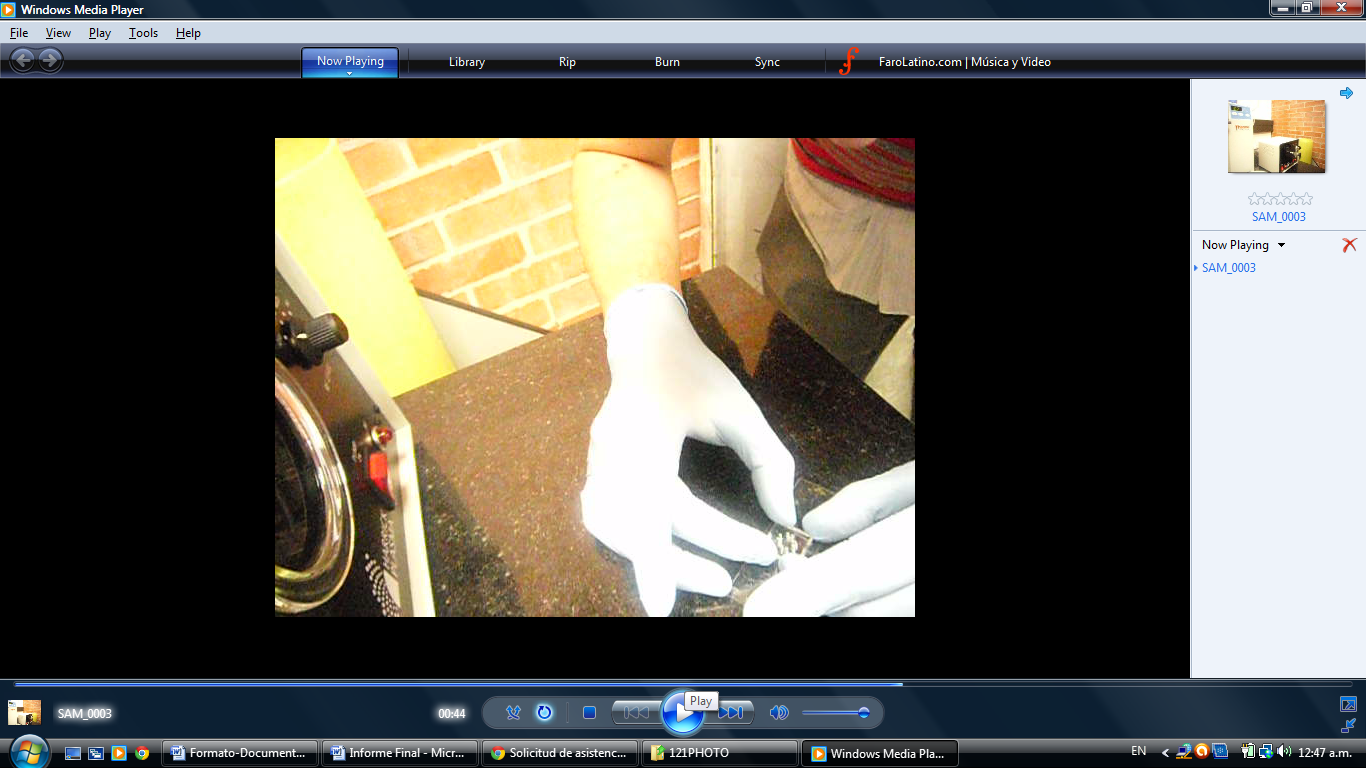 Windows Media Player
File View Play Tools Help
Now Playing Library Rip Burn Sync FaroLatino.com | Música y Video
SAM_0003
Now Playing
SAM_0003
SAM_0003 00:44 Play
Formato-Document... Informe Final - Micr... Solicitud de asistenc... 121PHOTO Windows Media Pla... EN 12:47 a.m.